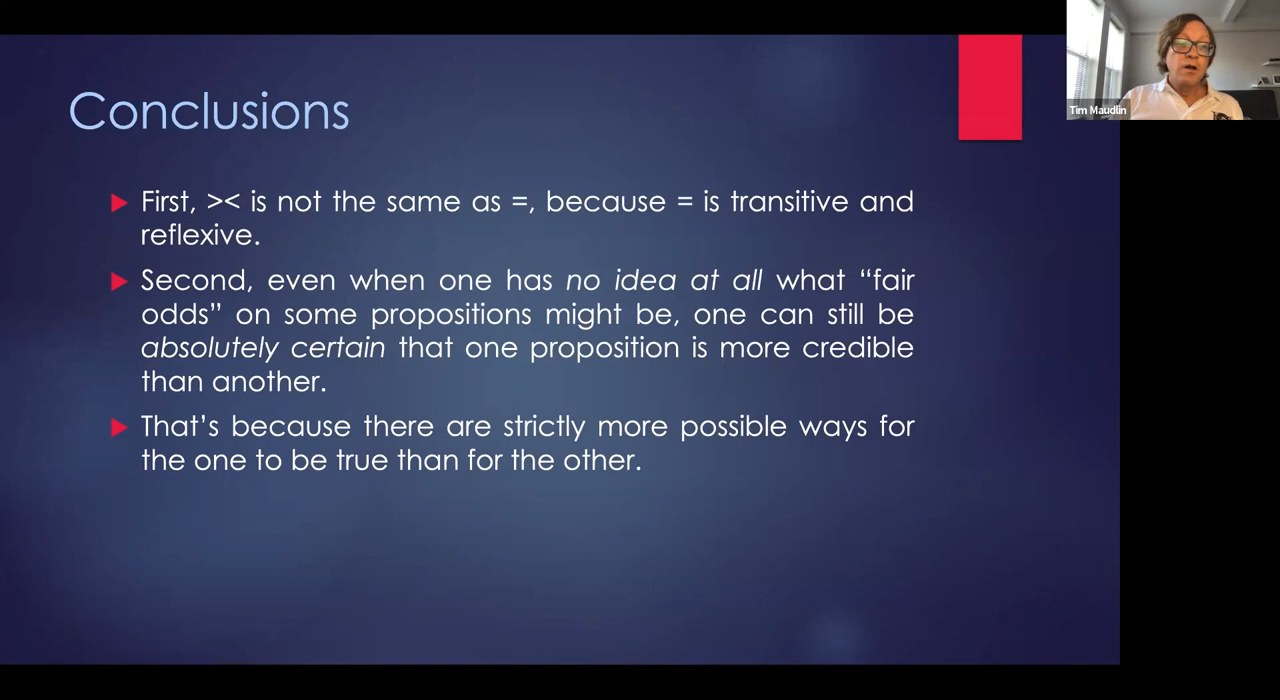 Tim Maudlin
Conclusions
First, >< is not the same as =, because = is transitive and
reflexive.
Second, even when one has no idea at all what “fair
odds” on some propositions might be, one can still be
absolutely certain that one proposition is more credible
than another.
That’s because there are strictly more possible ways for
the one to be true than for the other.